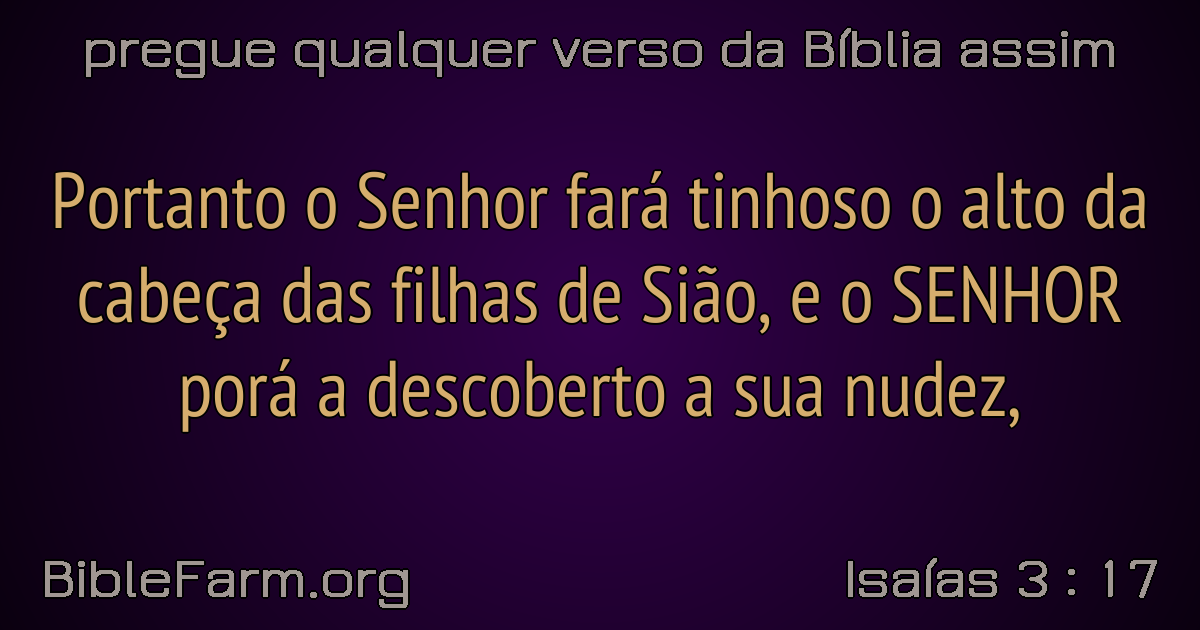 pregue qualquer verso da Bíblia assim
Portanto o Senhor fará tinhoso o alto da
cabeça das filhas de Sião, e o SENHOR
porá a descoberto a sua nudez,
BibleFarm.org
Isaías 3 : 17